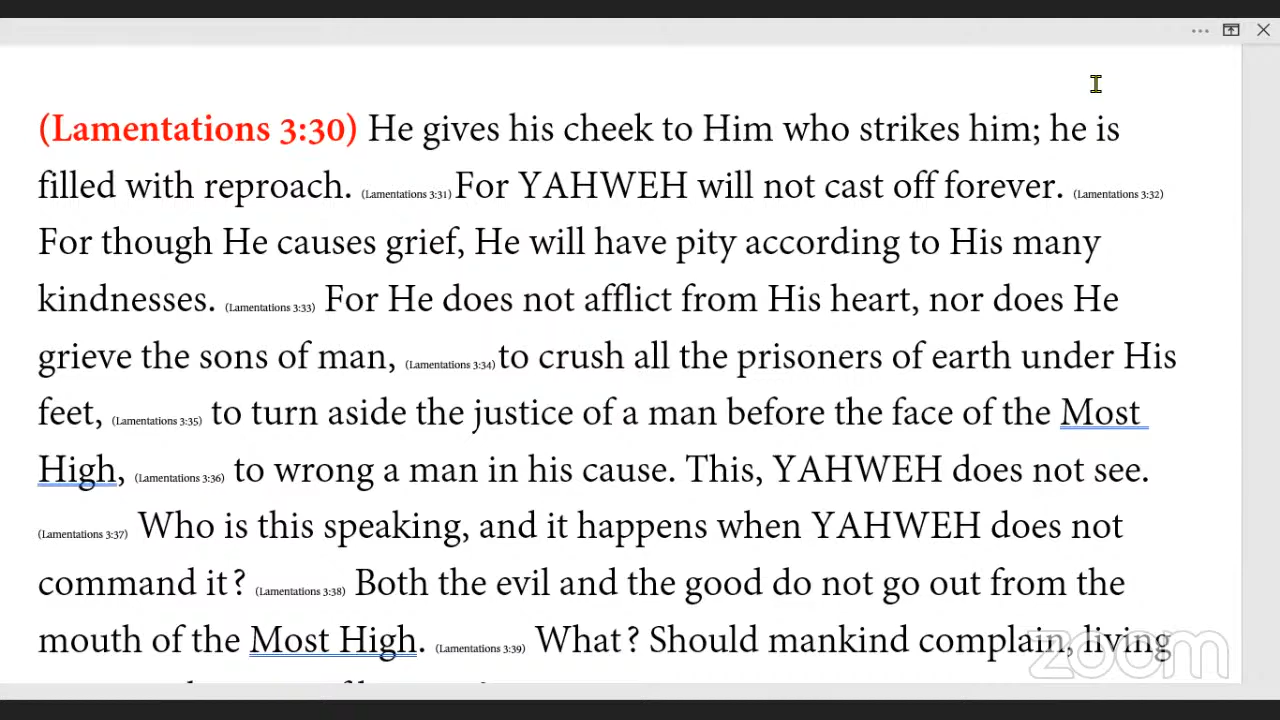 (Lamentations 3:30) He gives his cheek to Him who strikes him; he is
filled with reproach. (Lamentations 3:31) For YAHWEH will not cast off forever. (Lamentations 3:32)
For though He causes grief, He will have pity according to His many
kindnesses. (Lamentations 3:33) For He does not afflict from His heart, nor does He
grieve the sons of man, (Lamentations 3:34) to crush all the prisoners of earth under His
feet, (Lamentations 3:35) to turn aside the justice of a man before the face of the Most
High, (Lamentations 3:36) to wrong a man in his cause. This, YAHWEH does not see.
(Lamentations 3:37) Who is this speaking, and it happens when YAHWEH does not
command it? (Lamentations 3:38) Both the evil and the good do not go out from the
mouth of the Most High. (Lamentations 3:39) What? Should mankind complain, living
zoom